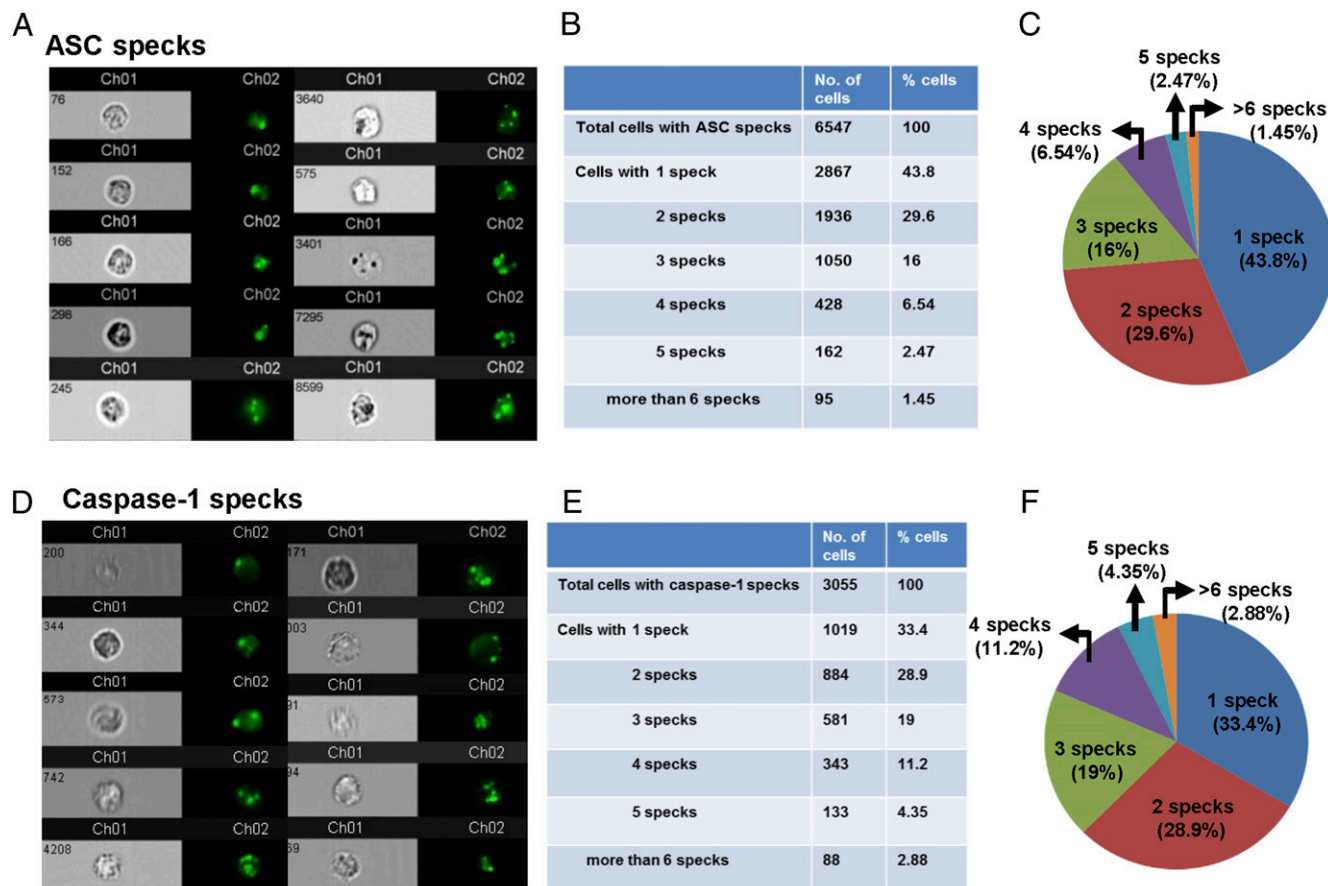 A
ASC specks
Ch01 Ch02 Ch01 Ch02
76 3640
Ch01 Ch02 Ch01 Ch02
152 575
Ch01 Ch02 Ch01 Ch02
166 3401
Ch01 Ch02 Ch01 Ch02
298 7295
Ch01 Ch02 Ch01 Ch02
245 8599
B
No. of cells % cells
Total cells with ASC specks 6547 100
Cells with 1 speck 2867 43.8
2 specks 1936 29.6
3 specks 1050 16
4 specks 428 6.54
5 specks 162 2.47
more than 6 specks 95 1.45
C
5 specks
(2.47%)
>6 specks
(1.45%)
4 specks
(6.54%)
3 specks
(16%)
1 speck
(43.8%)
2 specks
(29.6%)
D
Caspase-1 specks
Ch01 Ch02 Ch01 Ch02
200 171
Ch01 Ch02 Ch01 Ch02
344 003
Ch01 Ch02 Ch01 Ch02
573 91
Ch01 Ch02 Ch01 Ch02
742 94
Ch01 Ch02 Ch01 Ch02
4208 59
E
No. of cells % cells
Total cells with caspase-1 specks 3055 100
Cells with 1 speck 1019 33.4
2 specks 884 28.9
3 specks 581 19
4 specks 343 11.2
5 specks 133 4.35
more than 6 specks 88 2.88
F
5 specks
(4.35%)
>6 specks
(2.88%)
4 specks
(11.2%)
1 speck
(33.4%)
3 specks
(19%)
2 specks
(28.9%)